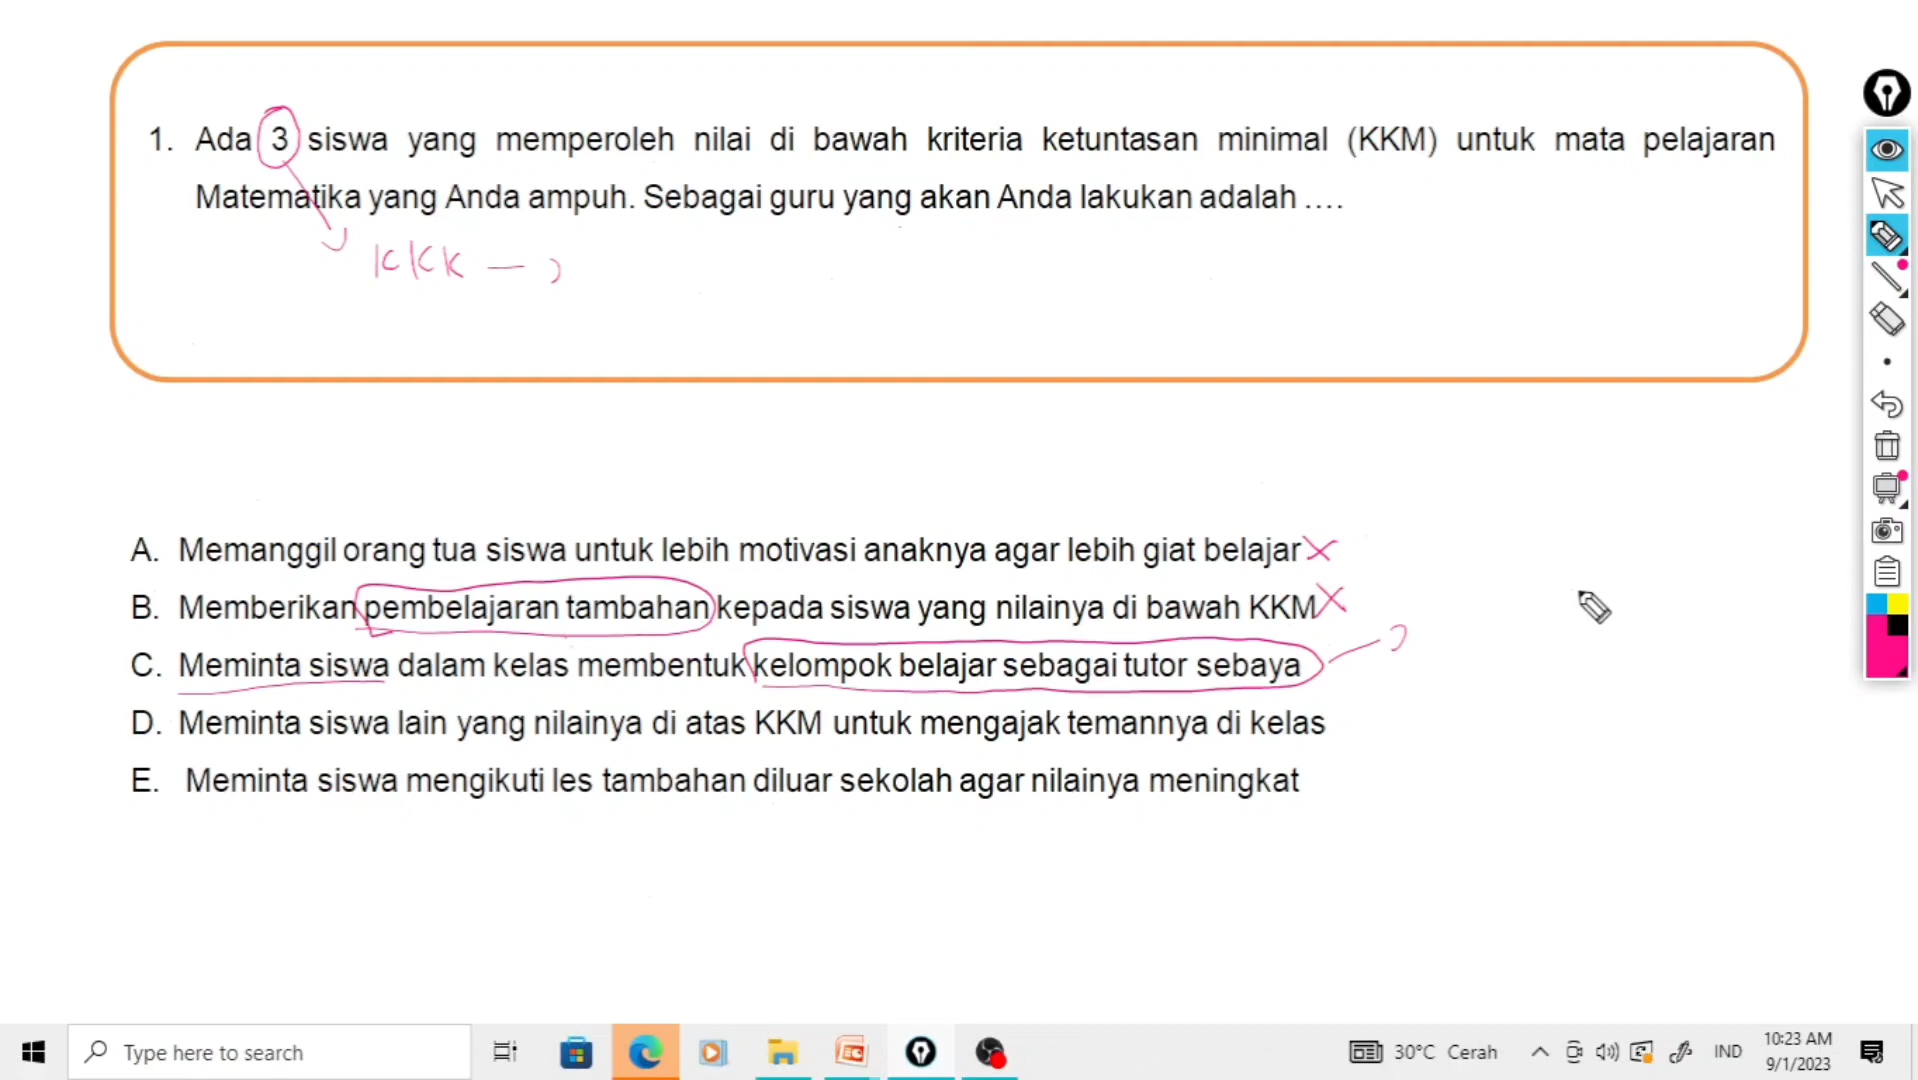 1. Ada 3 siswa yang memperoleh nilai di bawah kriteria ketuntasan minimal (KKM) untuk mata pelajaran
Matematika yang Anda ampuh. Sebagai guru yang akan Anda lakukan adalah ....
KKK
A. Memanggil orang tua siswa untuk lebih motivasi anaknya agar lebih giat belajar
B. Memberikan pembelajaran tambahan kepada siswa yang nilainya di bawah KKM
C. Meminta siswa dalam kelas membentuk kelompok belajar sebagai tutor sebaya
D. Meminta siswa lain yang nilainya di atas KKM untuk mengajak temannya di kelas
E. Meminta siswa mengikuti les tambahan diluar sekolah agar nilainya meningkat
Type here to search
30°C Cerah
IND
10:23 AM
9/1/2023